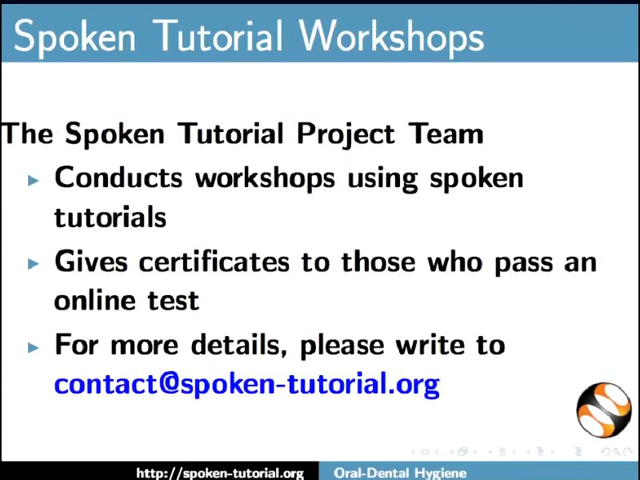 Spoken Tutorial Workshops
The Spoken Tutorial Project Team
Conducts workshops using spoken
tutorials
Gives certificates to those who pass an
online test
For more details, please write to
contact@spoken-tutorial.org
http://spoken-tutorial.org Oral-Dental Hygiene